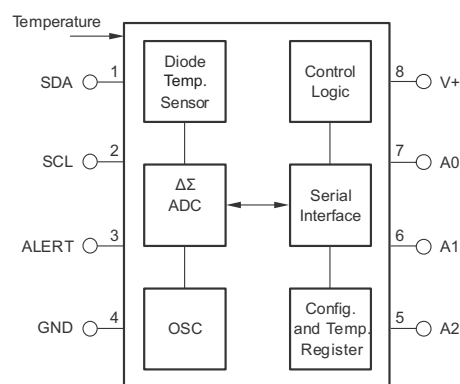 Temperature
1
SDA
2
SCL
3
ALERT
4
GND
Diode
Temp.
Sensor
ΔΣ
ADC
OSC
Control
Logic
Serial
Interface
Config.
and Temp.
Register
8
V+
7
A0
6
A1
5
A2